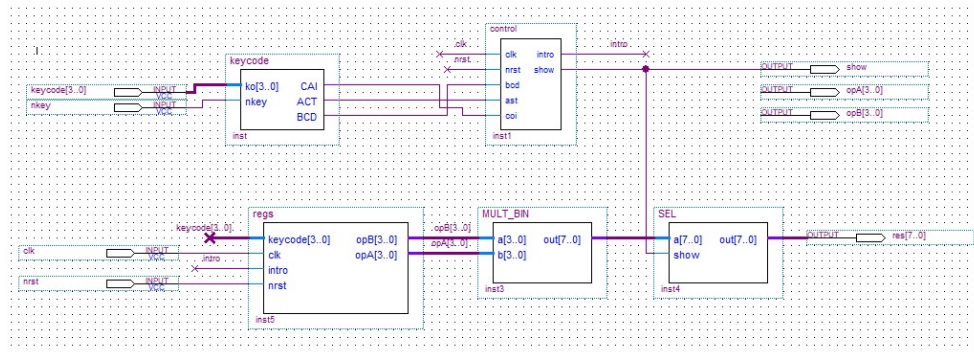 control
clk
clk
intro
intro
nrst.
nrst
show
bcd
ast
coi
inst1
keycode
ko[3..0]
CAI
nkey
ACT
BCD
inst
keycode[3..0]
INPUT
VCC
nkey
INPUT
VCC
OUTPUT
show
OUTPUT
opA[3..0]
OUTPUT
opB[3..0]
regs
keycode[3..0].
keycode[3..0]
opB[3..0]
clk
opA[3..0]
intro
nrst
inst5
clk
INPUT
VCC
.intro
nrst
INPUT
VCC
MULT_BIN
opB[3..0]
opA[3..0]
a[3..0]
out[7..0]
b[3..0]
inst3
SEL
a[7..0]
out[7..0]
show
inst4
OUTPUT
res[7..0]